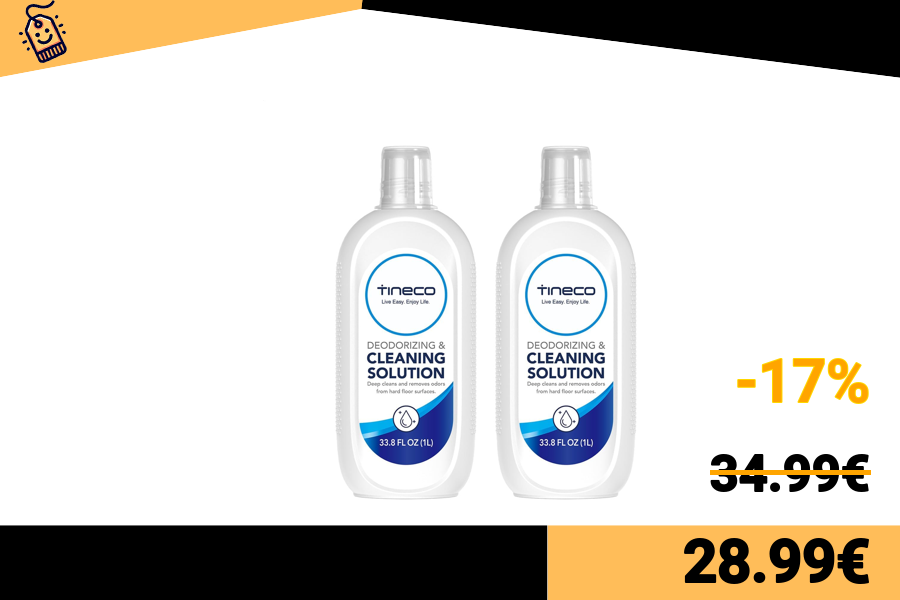 TINECO
Live Easy. Enjoy Life.
DEODORIZING &
CLEANING
SOLUTION
Deep cleans and removes odors
from hard floor surfaces.
33.8 FL OZ (1L)
TINECO
Live Easy. Enjoy Life.
DEODORIZING &
CLEANING
SOLUTION
Deep cleans and removes odors
from hard floor surfaces.
33.8 FL OZ (1L)
-17%
34.99€
28.99€